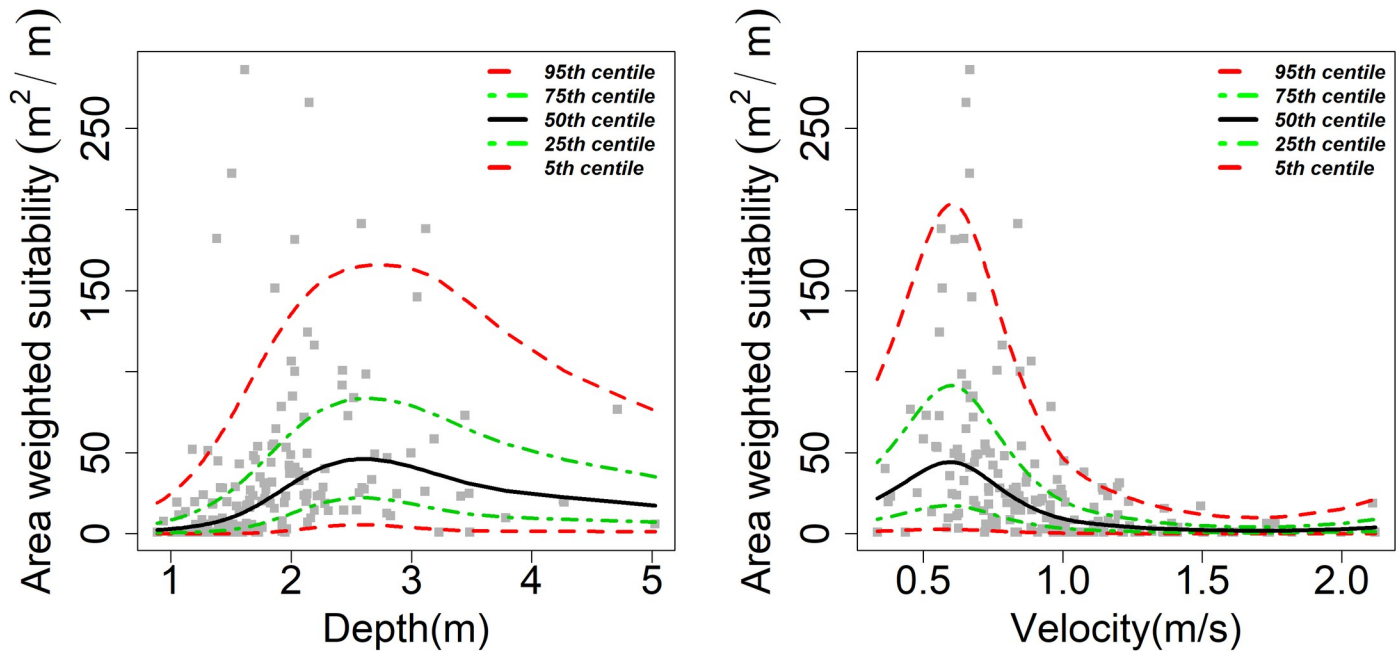 Area weighted suitability (m²/ m)
250
150
50
0
95th centile
75th centile
50th centile
25th centile
5th centile
1
2
3
4
5
Depth(m)
Area weighted suitability (m²/ m)
250
150
50
0
95th centile
75th centile
50th centile
25th centile
5th centile
0.5
1.0
1.5
2.0
Velocity(m/s)